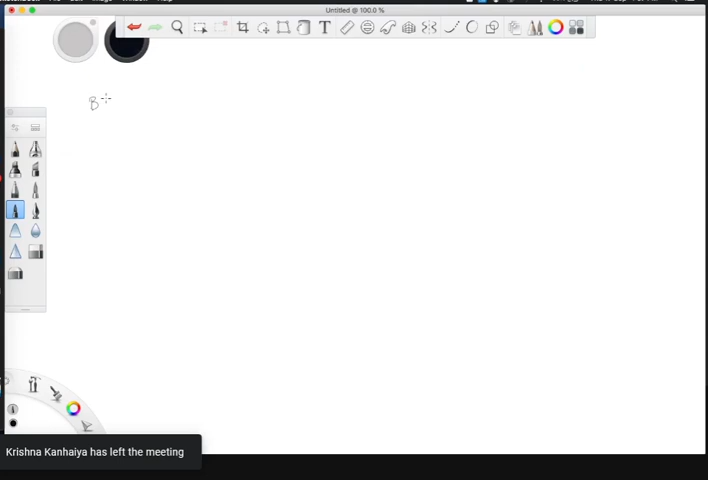 Untitled @ 100.0 %
B
Krishna Kanhaiya has left the meeting